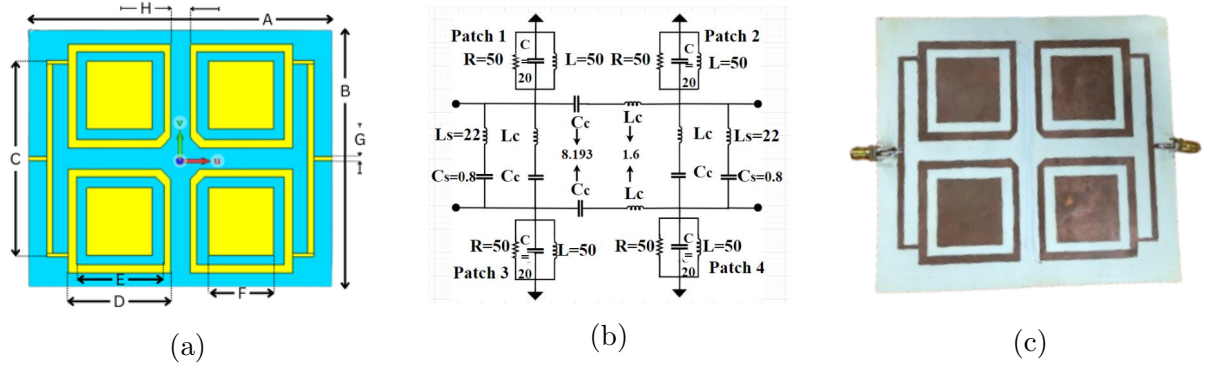 H
A
B
C
G
I
E
D
F
v
w
u
(a)
Patch 1
Patch 2
C
=
20
R=50
L=50
R=50
C
=
20
L=50
Cc
Lc
Ls=22
Lc
8.193
1.6
Lc
Ls=22
Cs=0.8
Cc
Cc
Lc
Cc
Cs=0.8
R=50
C
=
20
L=50
R=50
C
=
20
L=50
Patch 3
Patch 4
(b)
(c)